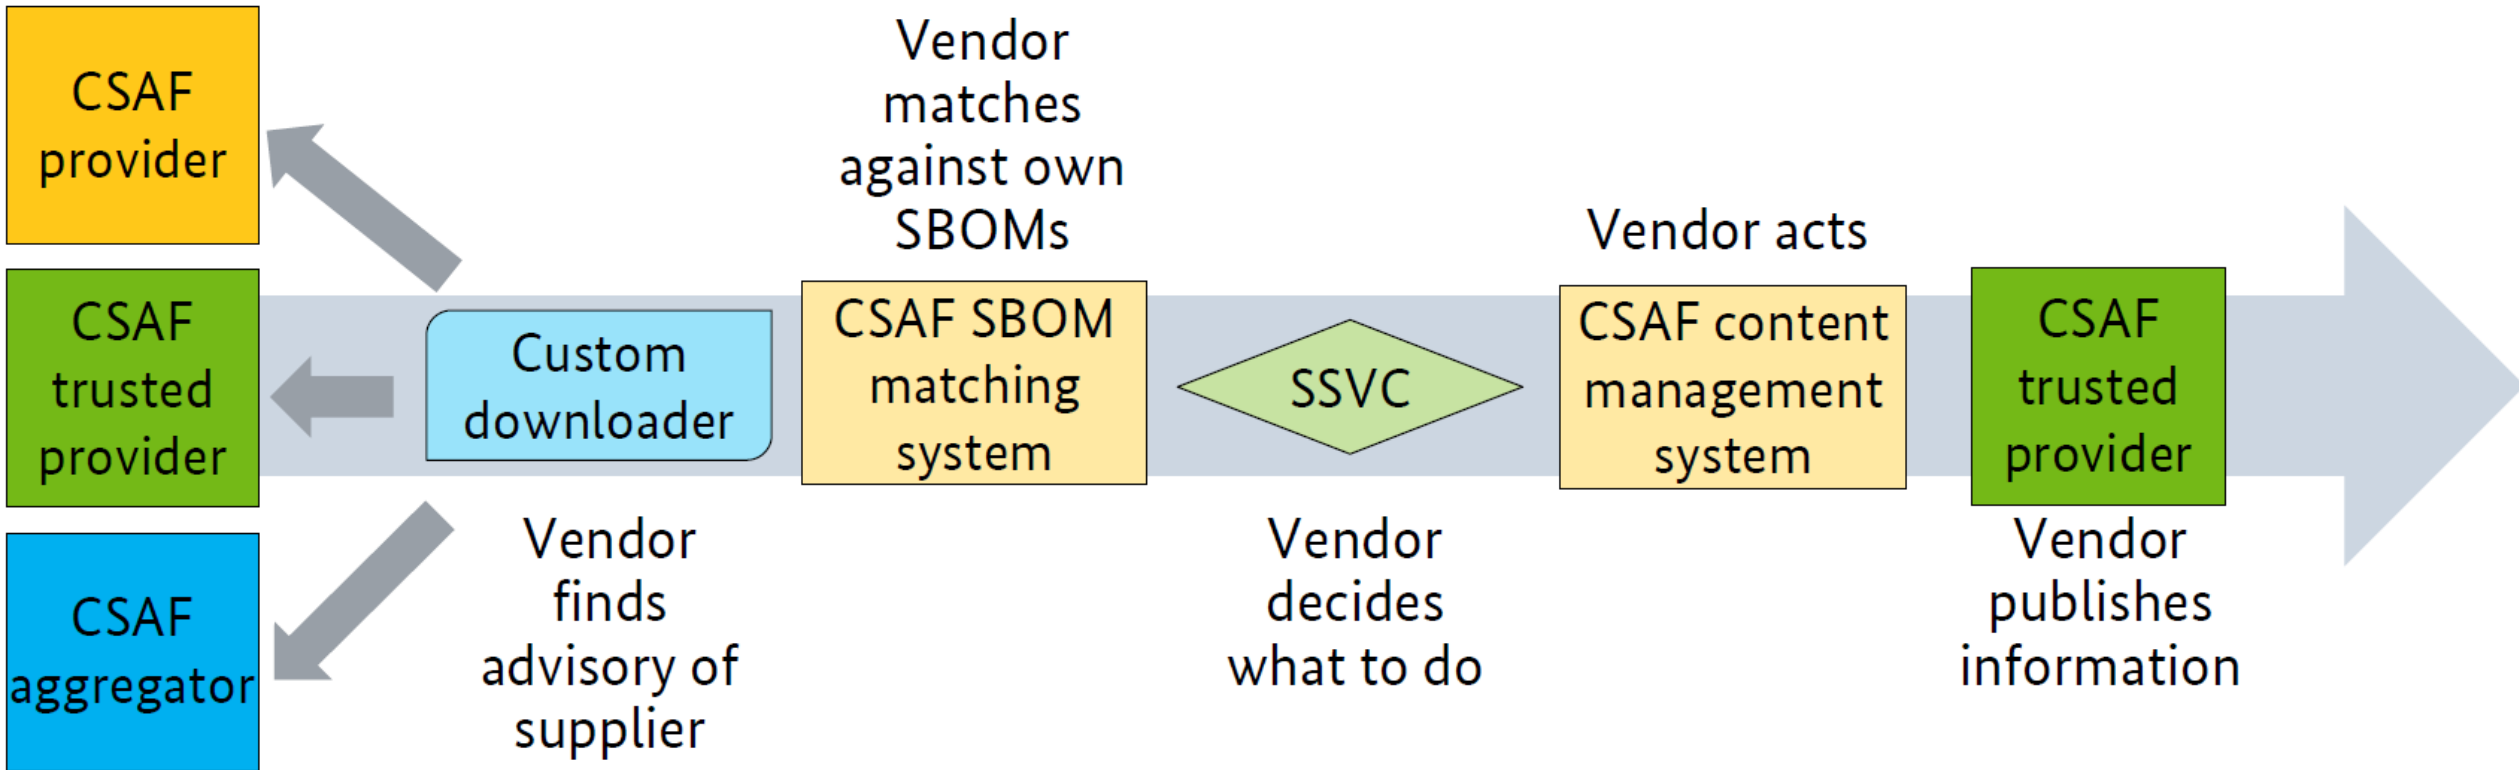 CSAF
provider
CSAF
trusted
provider
CSAF
aggregator
Custom
downloader
Vendor
finds
advisory of
supplier
Vendor
matches
against own
SBOMs
CSAF SBOM
matching
system
SSVC
Vendor
decides
what to do
Vendor acts
CSAF content
management
system
CSAF
trusted
provider
Vendor
publishes
information